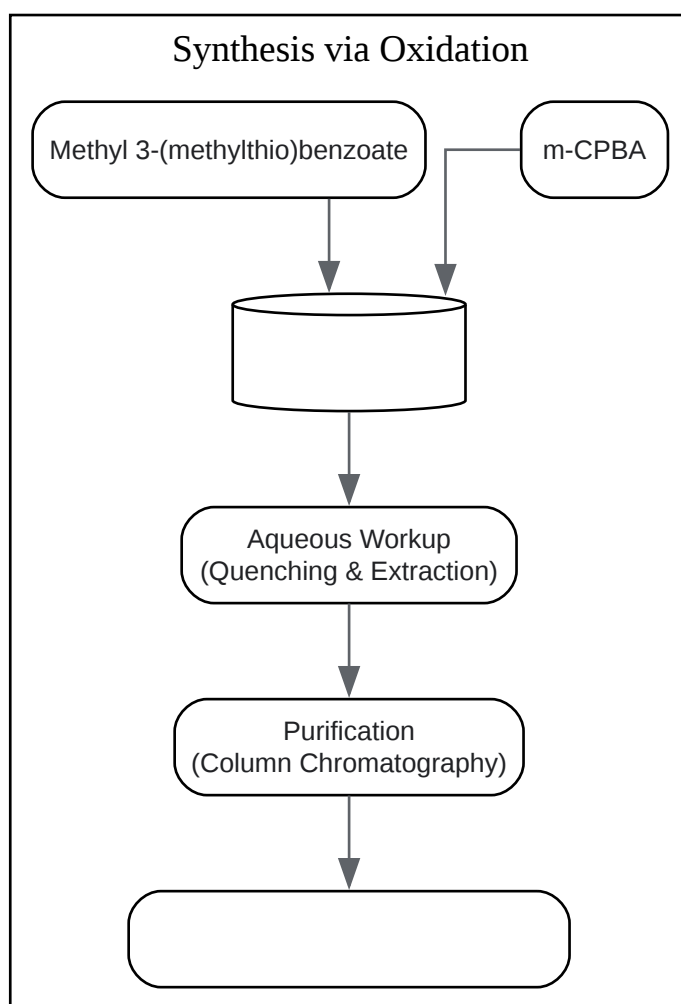 Synthesis via Oxidation
Methyl 3-(methylthio)benzoate
m-CPBA
Aqueous Workup
(Quenching & Extraction)
Purification
(Column Chromatography)